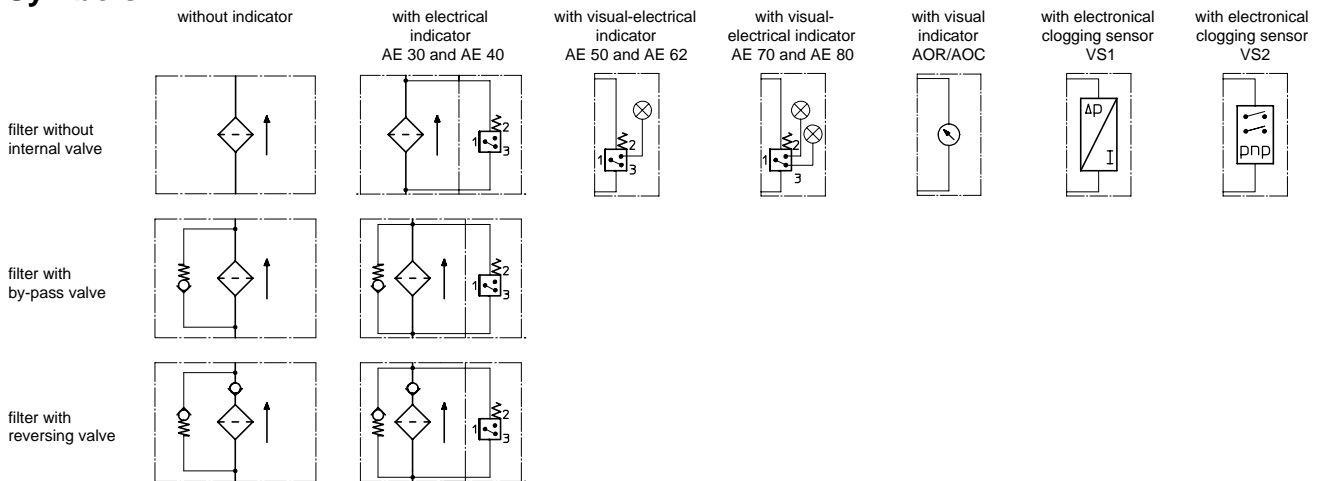 without indicator
with electrical
indicator
AE 30 and AE 40
with visual-electrical
indicator
AE 50 and AE 62
with visual-
electrical indicator
AE 70 and AE 80
with visual
indicator
AOR/AOC
with electronical
clogging sensor
VS1
with electronical
clogging sensor
VS2
filter without
internal valve
1 2 3
1 2 3
1 2 3
Δp
I
pnp
filter with
by-pass valve
1 2 3
filter with
reversing valve
1 2 3